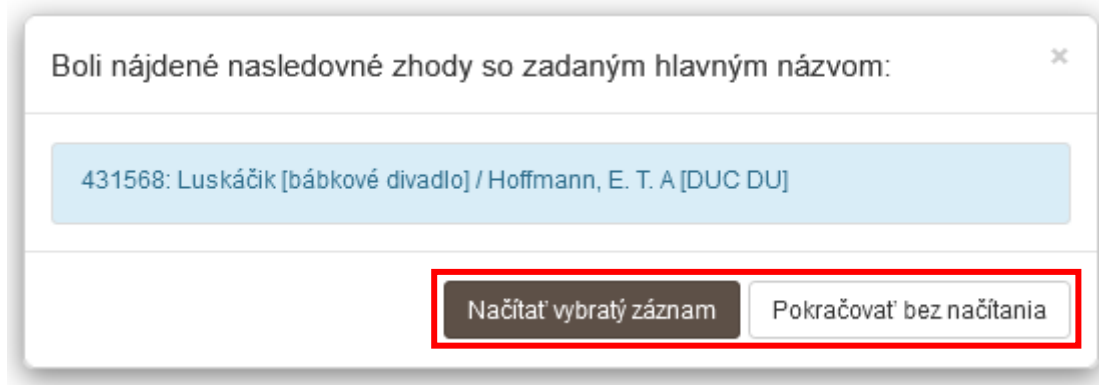 Boli nájdené nasledovné zhody so zadaným hlavným názvom:
×
431568: Luskáčik [bábkové divadlo] / Hoffmann, E. T. A [DUC DU]
Načítať vybratý záznam
Pokračovať bez načítania